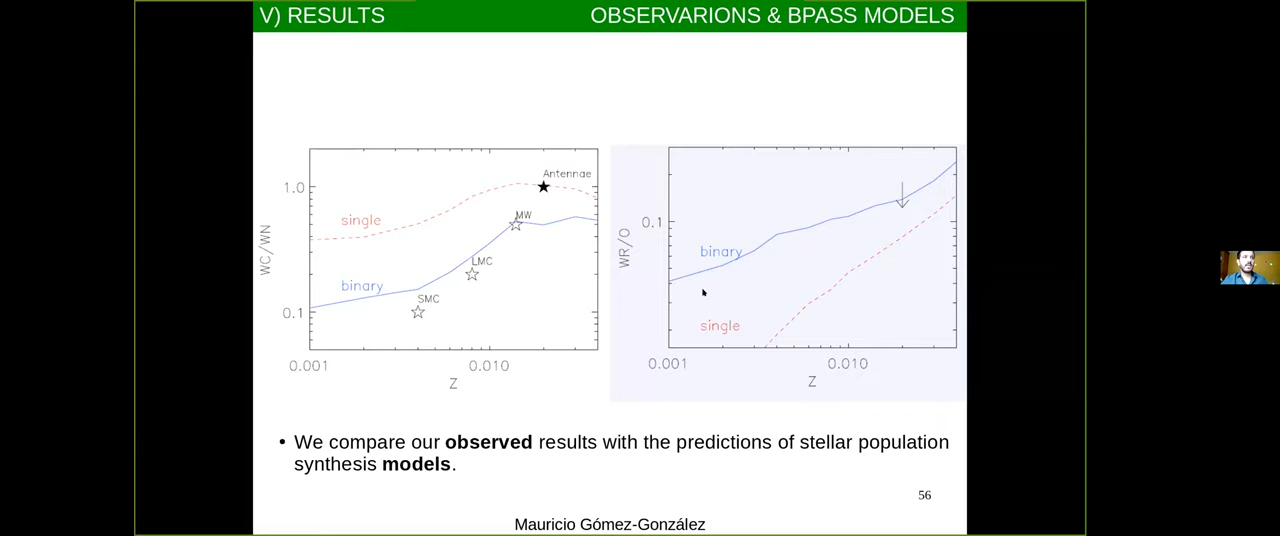 V) RESULTS OBSERVARIONS & BPASS MODELS
Antennae
1.0
single
MW
WC/WN
LMC
binary
SMC
0.1
0.001 0.010
Z
0.1
WR/O
binary
single
0.001 0.010
Z
• We compare our observed results with the predictions of stellar population
synthesis models.
56
Mauricio Gómez-González